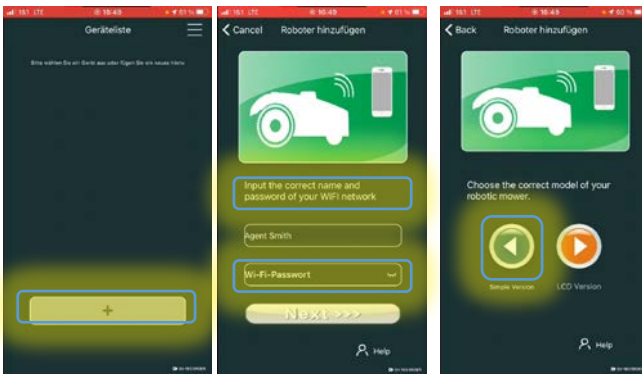 Geräteliste
Bitte wählen Sie ein Gerät aus oder fügen Sie ein neues hinzu
+
Cancel Roboter hinzufügen
Input the correct name and
password of your WIFI network
Agent Smith
Wi-Fi-Passwort
Next >>>
Help
Back Roboter hinzufügen
Choose the correct model of your
robotic mower.
Simple Version LCD Version
Help